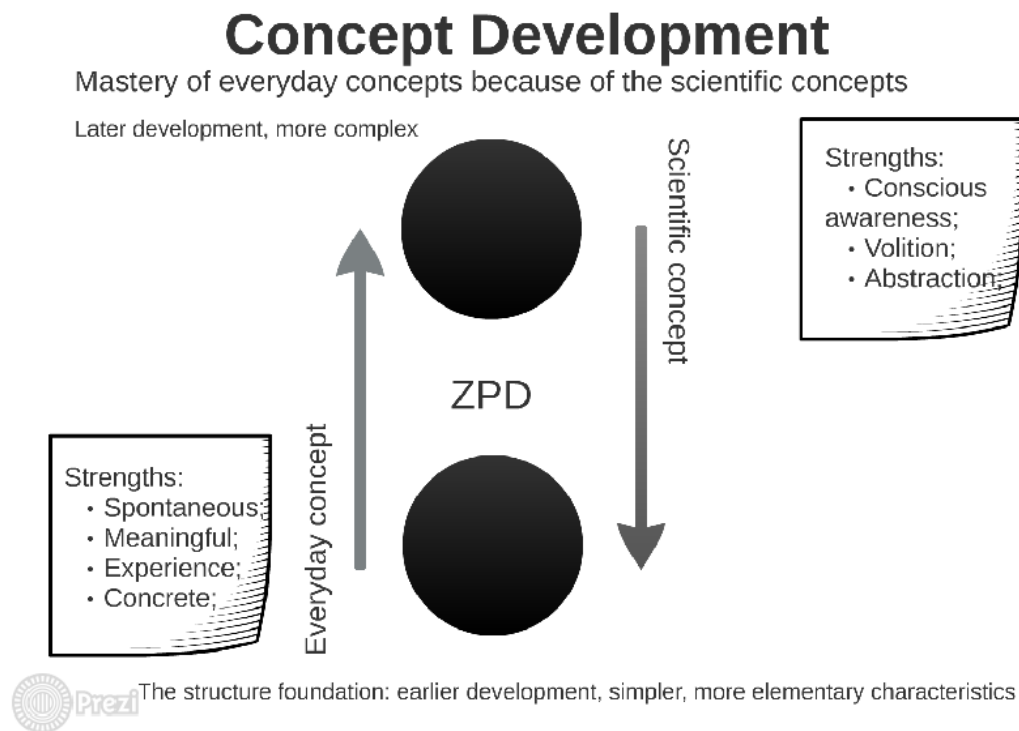 Concept Development
Mastery of everyday concepts because of the scientific concepts
Later development, more complex
Scientific concept
Strengths:
• Conscious
awareness;
• Volition;
• Abstraction;
ZPD
Everyday concept
Strengths:
• Spontaneous;
• Meaningful;
• Experience;
• Concrete;
The structure foundation: earlier development, simpler, more elementary characteristics
Prezi